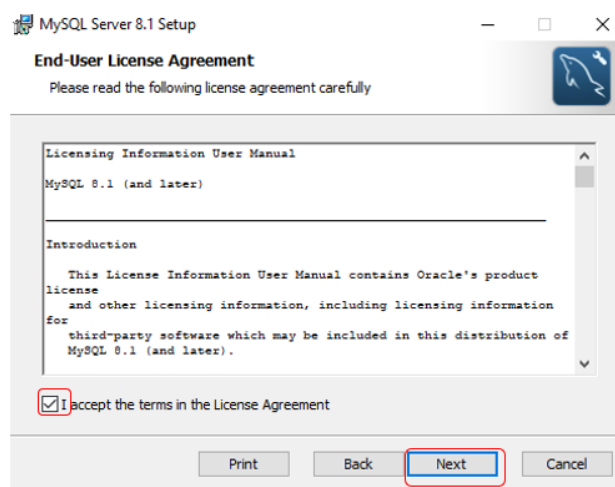 MySQL Server 8.1 Setup
End-User License Agreement
Please read the following license agreement carefully
Licensing Information User Manual
MySQL 8.1 (and later)
Introduction
This License Information User Manual contains Oracle's product
license
and other licensing information, including licensing information
for
third-party software which may be included in this distribution of
MySQL 8.1 (and later).
I accept the terms in the License Agreement
Print Back Next Cancel